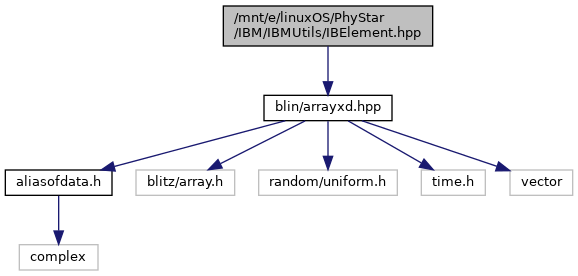 /mnt/e/linuxOS/PhyStar
/IBM/IBMUtils/IBElement.hpp
blin/arrayxd.hpp
aliasofdata.h
blitz/array.h
random/uniform.h
time.h
vector
complex